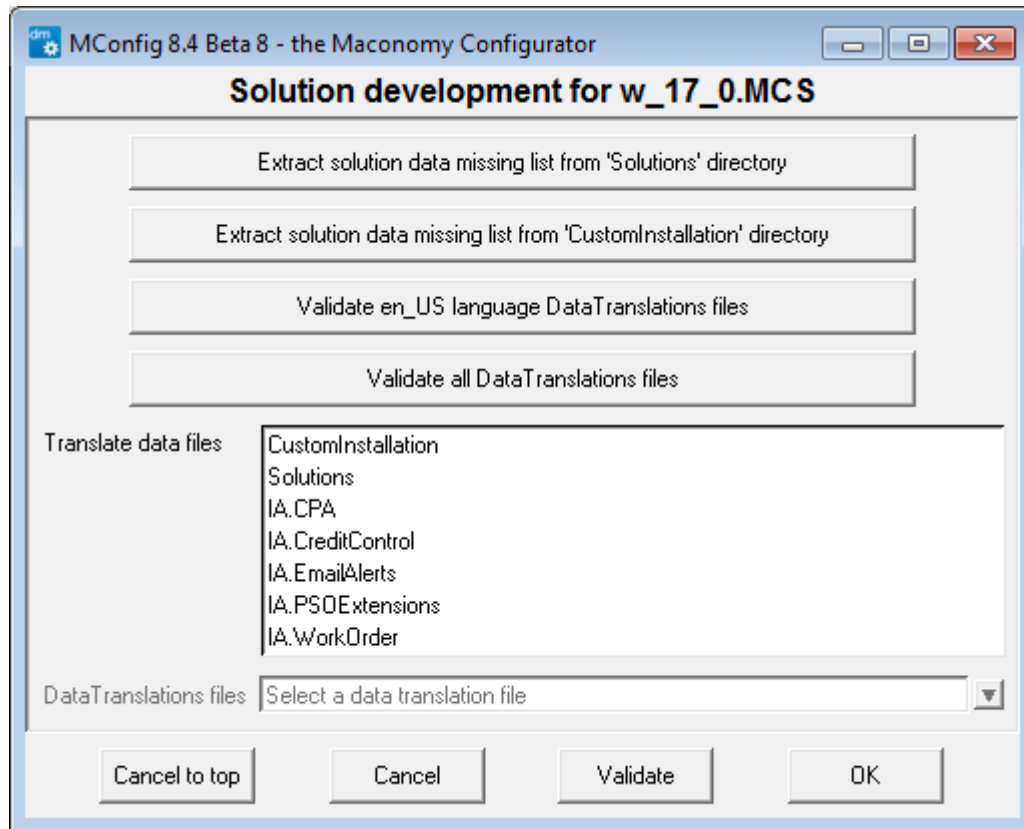 dm
MConfig 8.4 Beta 8 - the Maconomy Configurator
Solution development for w_17_0.MCS
Extract solution data missing list from 'Solutions' directory
Extract solution data missing list from 'CustomInstallation' directory
Validate en_US language DataTranslations files
Validate all DataTranslations files
Translate data files
CustomInstallation
Solutions
IA.CPA
IA.CreditControl
IA.EmailAlerts
IA.PSOExtensions
IA.WorkOrder
DataTranslations files Select a data translation file
Cancel to top Cancel Validate OK